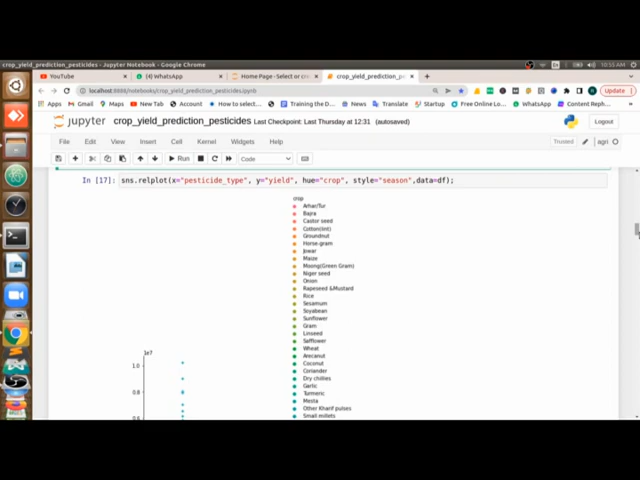 crop_yield_prediction_pesticides - Jupyter Notebook - Google Chrome
En
10:55 AM
YouTube
(4) WhatsApp
Home Page - Select or c
crop_yield_prediction_pe
localhost:8888/notebooks/crop_yield_prediction_pesticides.ipynb
Update
Apps
Gmail
Maps
New Tab
Account
How to select...
Training the D...
News
Translate
Free Online Lo...
WhatsApp
Content Reph...
jupyter
crop_yield_prediction_pesticides Last Checkpoint: Last Thursday at 12:31 (autosaved)
Logout
File
Edit
View
Insert
Cell
Kernel
Widgets
Help
Trusted
agri
Run
Code
In [17]: sns.relplot(x="pesticide_type", y="yield", hue="crop", style="season",data=df);
crop
Arhar/Tur
Bajra
Castor seed
Cotton(lint)
Groundnut
Horse-gram
Jowar
Maize
Moong(Green Gram)
Niger seed
Onion
Rapeseed &Mustard
Rice
Sesamum
Soyabean
Sunflower
Gram
Linseed
Safflower
Wheat
Arecanut
Coconut
Coriander
Dry chillies
Garlic
Turmeric
Mesta
Other Kharif pulses
Small millets
1e7
1.0
0.8
0.6